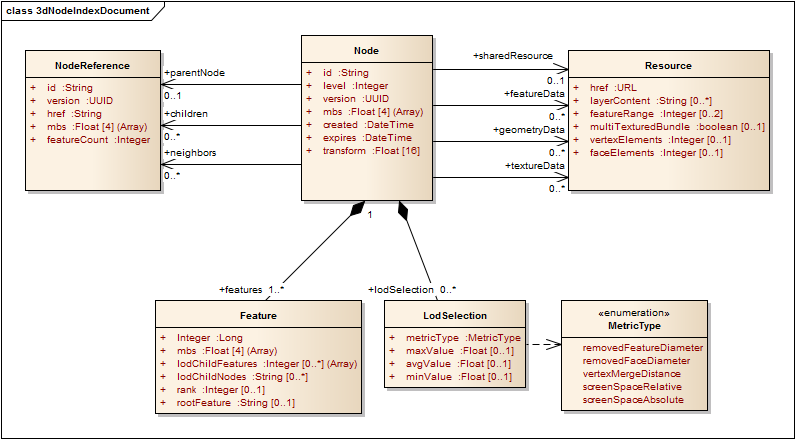 class 3dNodeIndexDocument
NodeReference
+ id :String
+ version :UUID
+ href :String
+ mbs :Float [4] (Array)
+ featureCount :Integer
+parentNode
0..1
+children
0..*
+neighbors
0..*
Node
+ id :String
+ level :Integer
+ version :UUID
+ mbs :Float [4] (Array)
+ created :DateTime
+ expires :DateTime
+ transform :Float [16]
+sharedResource
0..1
+featureData
0..*
+geometryData
0..*
+textureData
0..*
Resource
+ href :URL
+ layerContent :String [0..*]
+ featureRange :Integer [0..2]
+ multiTexturedBundle :boolean [0..1]
+ vertexElements :Integer [0..1]
+ faceElements :Integer [0..1]
1
+features 1..*
+lodSelection 0..*
Feature
+ Integer :Long
+ mbs :Float [4] (Array)
+ lodChildFeatures :Integer [0..*] (Array)
+ lodChildNodes :String [0..*]
+ rank :Integer [0..1]
+ rootFeature :String [0..1]
LodSelection
+ metricType :MetricType
+ maxValue :Float [0..1]
+ avgValue :Float [0..1]
+ minValue :Float [0..1]
«enumeration»
MetricType
removedFeatureDiameter
removedFaceDiameter
vertexMergeDistance
screenSpaceRelative
screenSpaceAbsolute